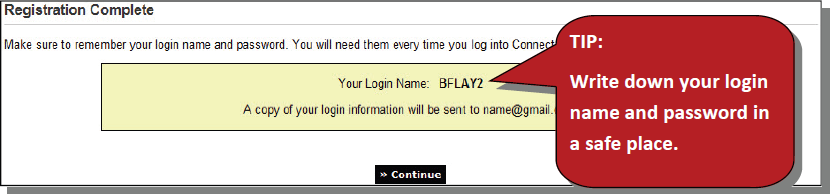 Registration Complete
Make sure to remember your login name and password. You will need them every time you log into Connect
Your Login Name: BFLAY2
A copy of your login information will be sent to name@gmail.
» Continue
TIP:
Write down your login
name and password in
a safe place.